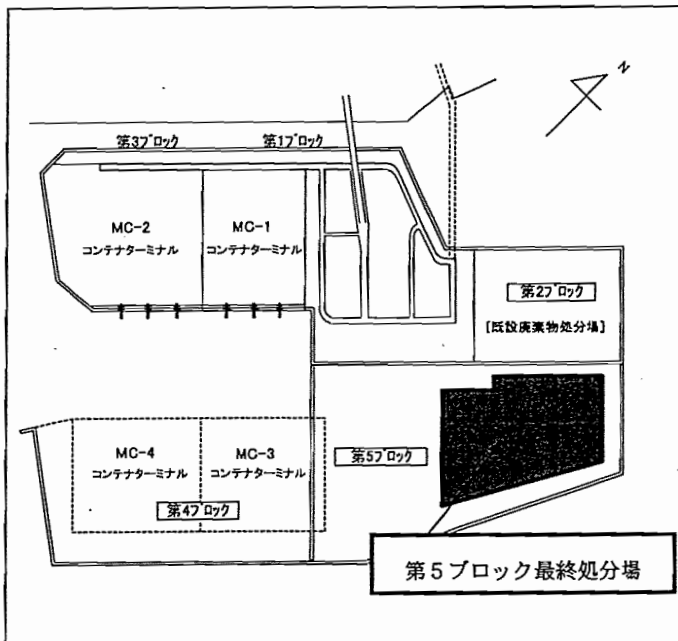 N
第3ブロック
第1ブロック
MC-2
コンテナターミナル
MC-1
コンテナターミナル
第2ブロック
[既設廃棄物処分場]
MC-4
コンテナターミナル
MC-3
コンテナターミナル
第5ブロック
第4ブロック
第5ブロック最終処分場